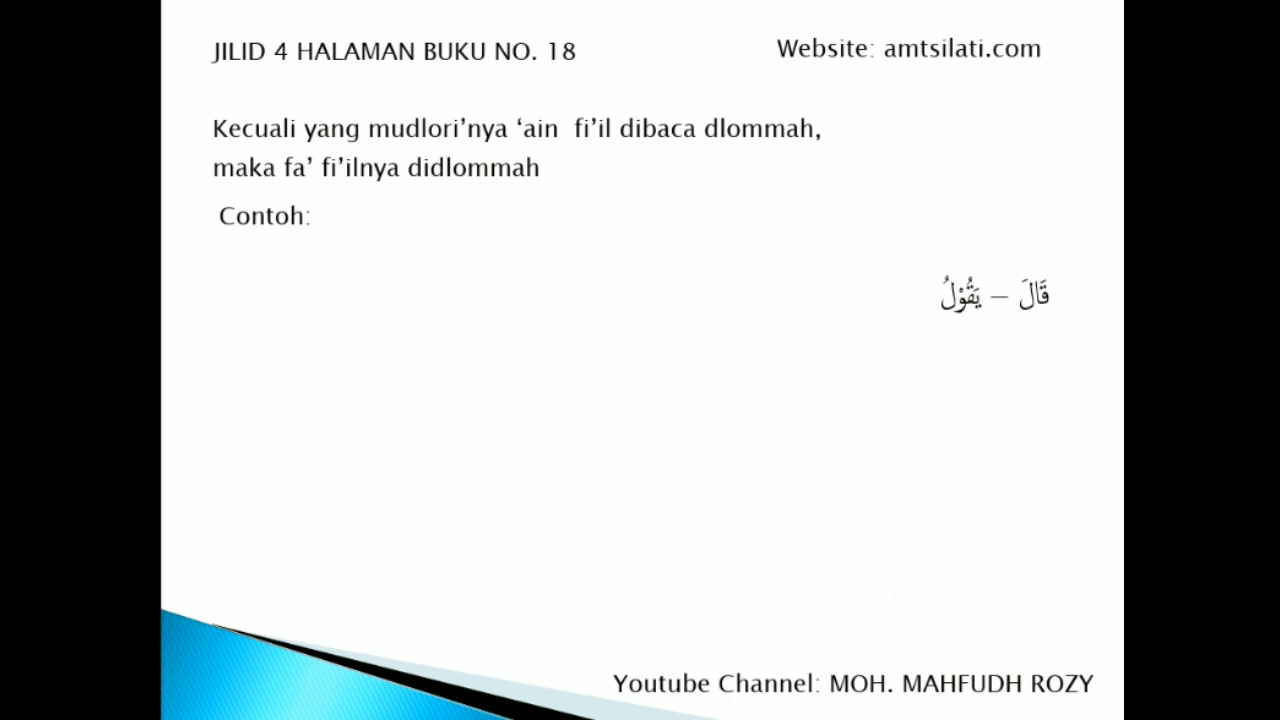 JILID 4 HALAMAN BUKU NO. 18
Website: amtsilati.com
Kecuali yang mudlori’nya ‘ain fi’il dibaca dlommah,
maka fa’ fi’ilnya didlommah
Contoh:
قَالَ – يَقُوْلُ
Youtube Channel: MOH. MAHFUDH ROZY